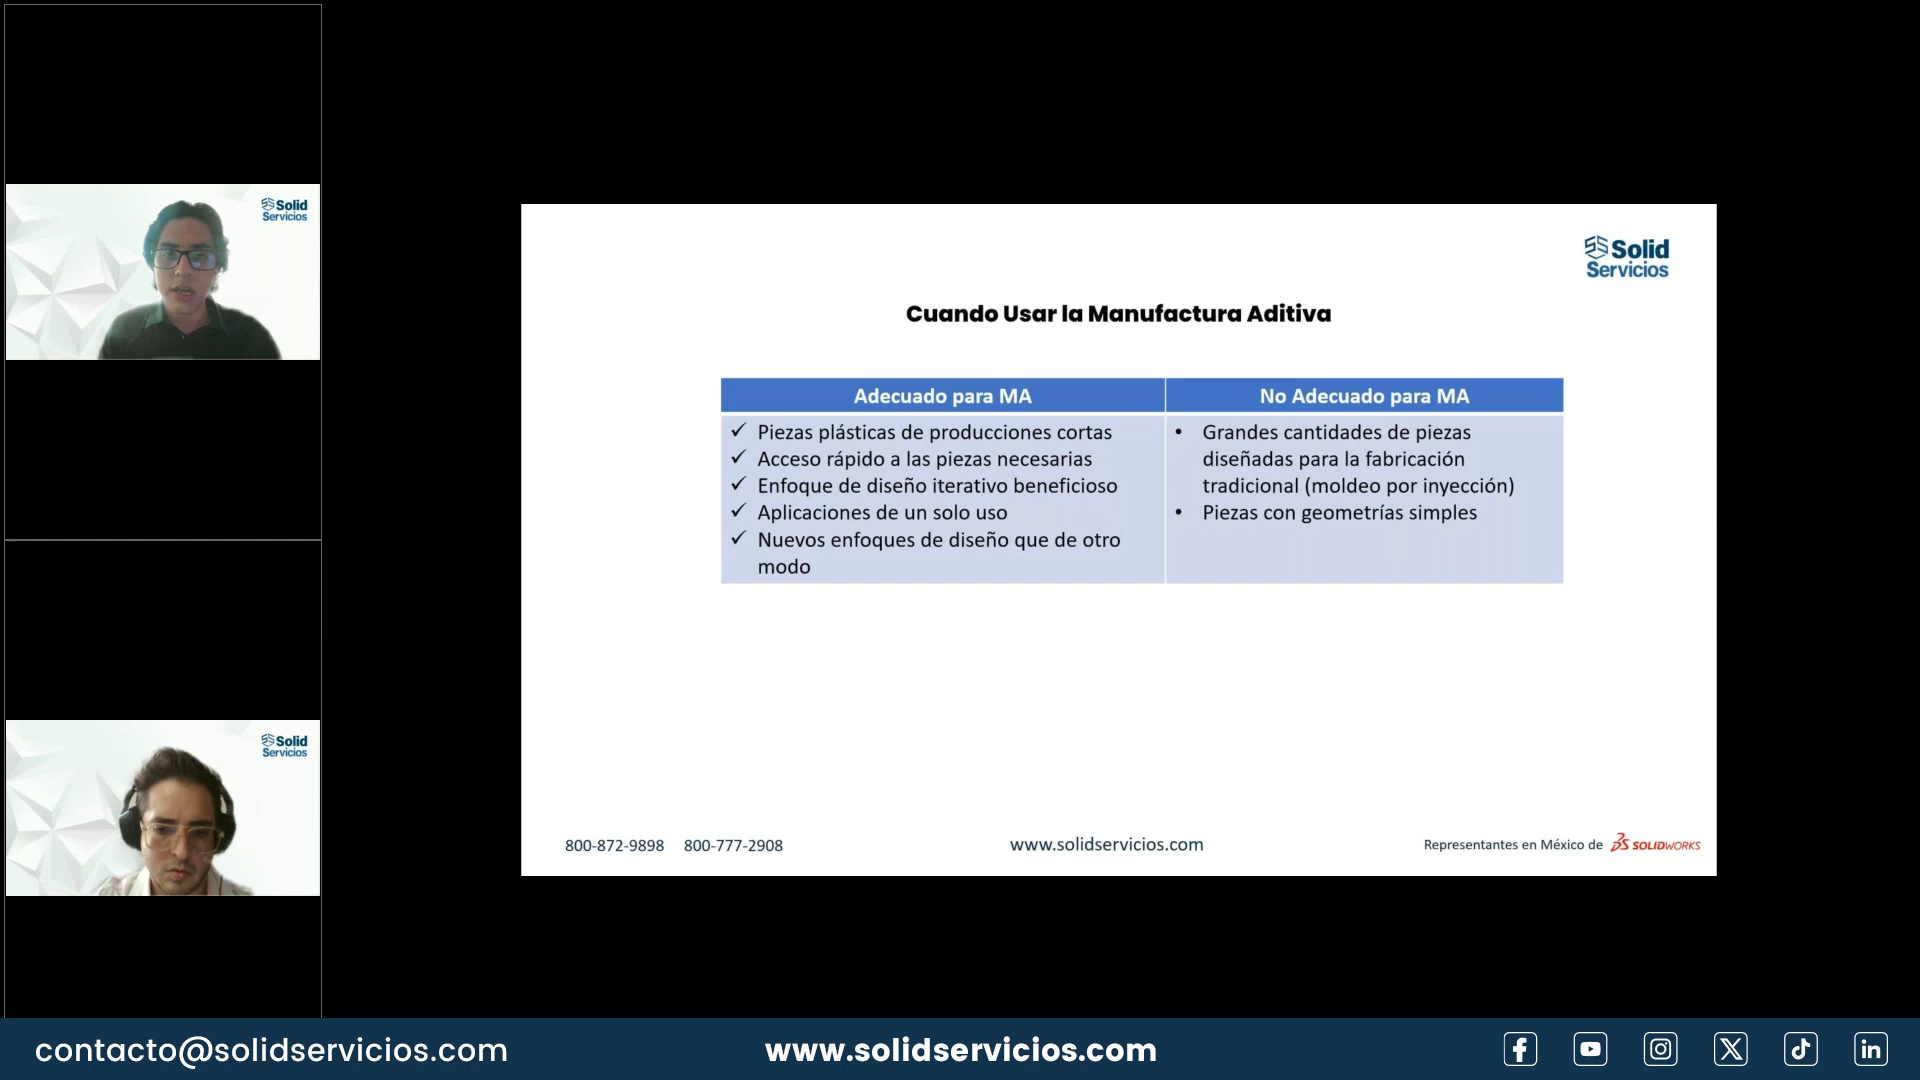 Solid
Servicios
Solid
Servicios
Solid
Servicios
Cuando Usar la Manufactura Aditiva
Adecuado para MA
No Adecuado para MA
✓ Piezas plásticas de producciones cortas
✓ Acceso rápido a las piezas necesarias
✓ Enfoque de diseño iterativo beneficioso
✓ Aplicaciones de un solo uso
✓ Nuevos enfoques de diseño que de otro
modo
• Grandes cantidades de piezas
diseñadas para la fabricación
tradicional (moldeo por inyección)
• Piezas con geometrías simples
800-872-9898 800-777-2908
www.solidservicios.com
Representantes en México de SOLIDWORKS
contacto@solidservicios.com
www.solidservicios.com